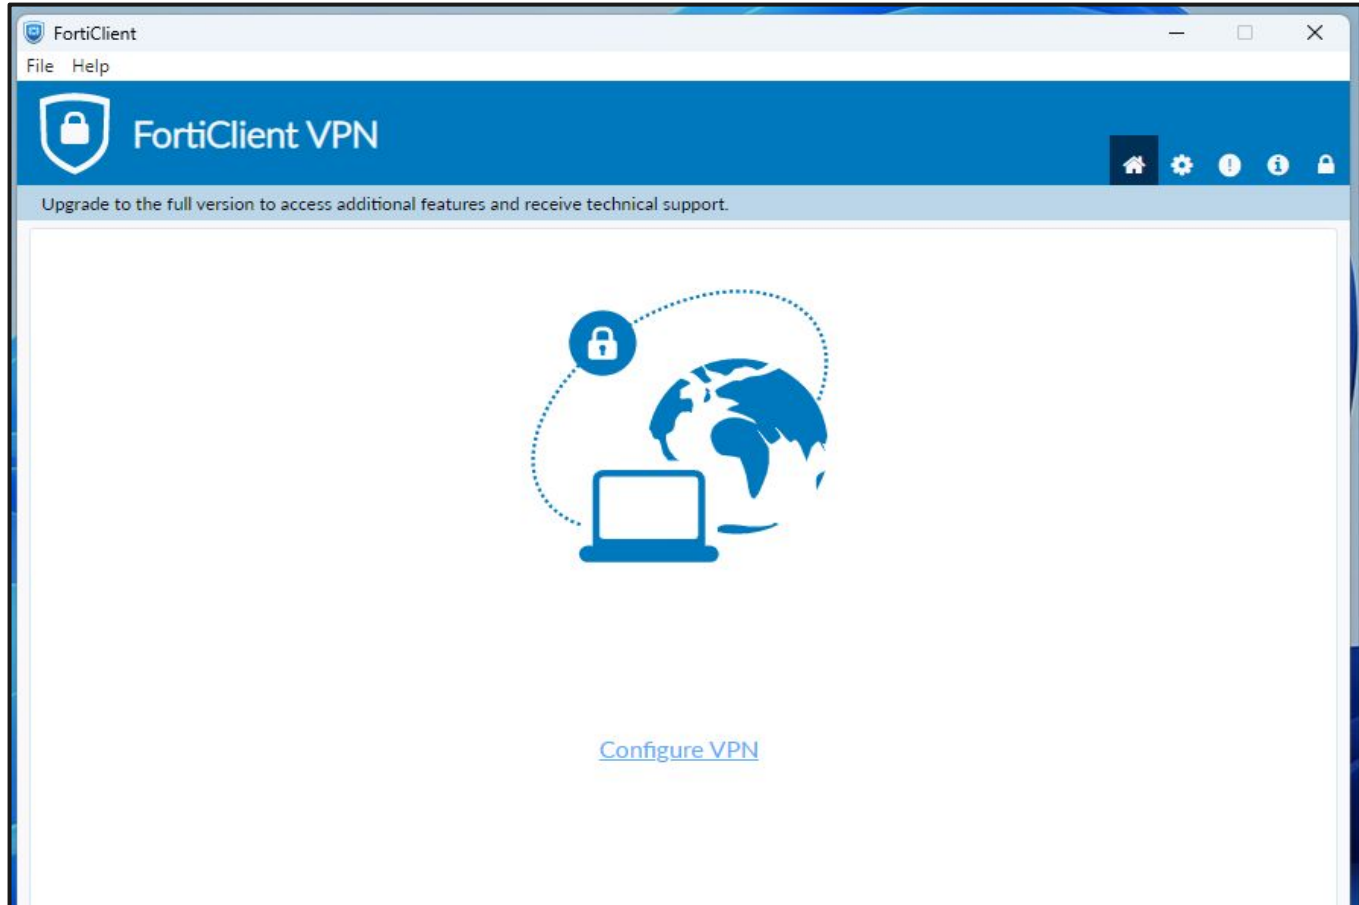 FortiClient
File Help
FortiClient VPN
Upgrade to the full version to access additional features and receive technical support.
Configure VPN